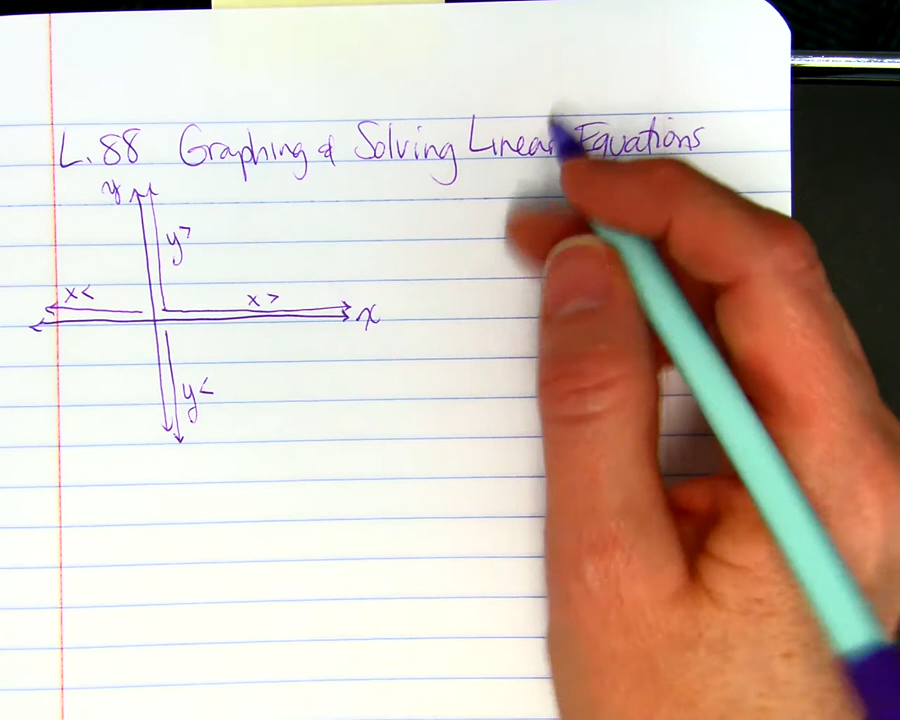 L. 88 Graphing & Solving Linear Equations
y
y>
x<
x >
x
y<